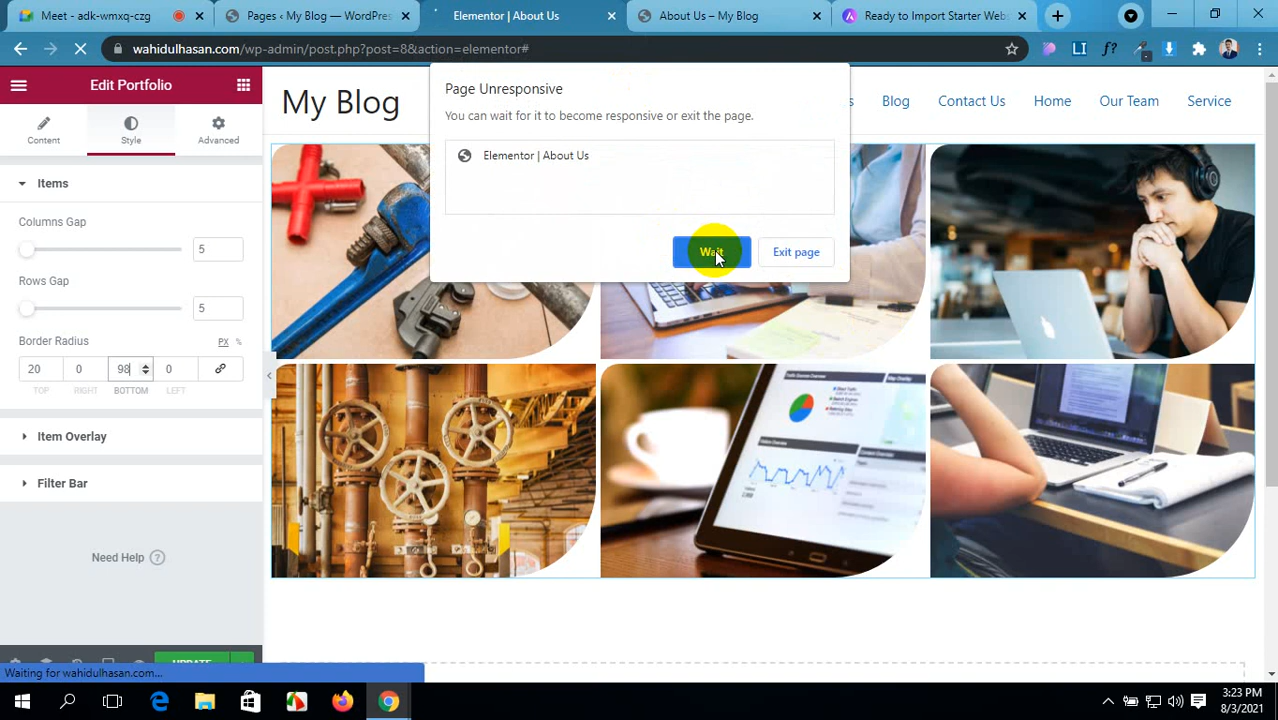 Meet - adk-wmxq-czg
Pages ‹ My Blog — WordPres
Elementor | About Us
About Us – My Blog
Ready to Import Starter Webs
wahidulhasan.com/wp-admin/post.php?post=8&action=elementor#
Edit Portfolio
Content
Style
Advanced
Items
Columns Gap
5
Rows Gap
5
Border Radius
PX %
20 0 98 0
TOP RIGHT BOTTOM LEFT
Item Overlay
Filter Bar
Need Help ?
UPDATE
Waiting for wahidulhasan.com...
My Blog
s Blog Contact Us Home Our Team Service
Page Unresponsive
You can wait for it to become responsive or exit the page.
Elementor | About Us
Wait
Exit page
3:23 PM
8/3/2021